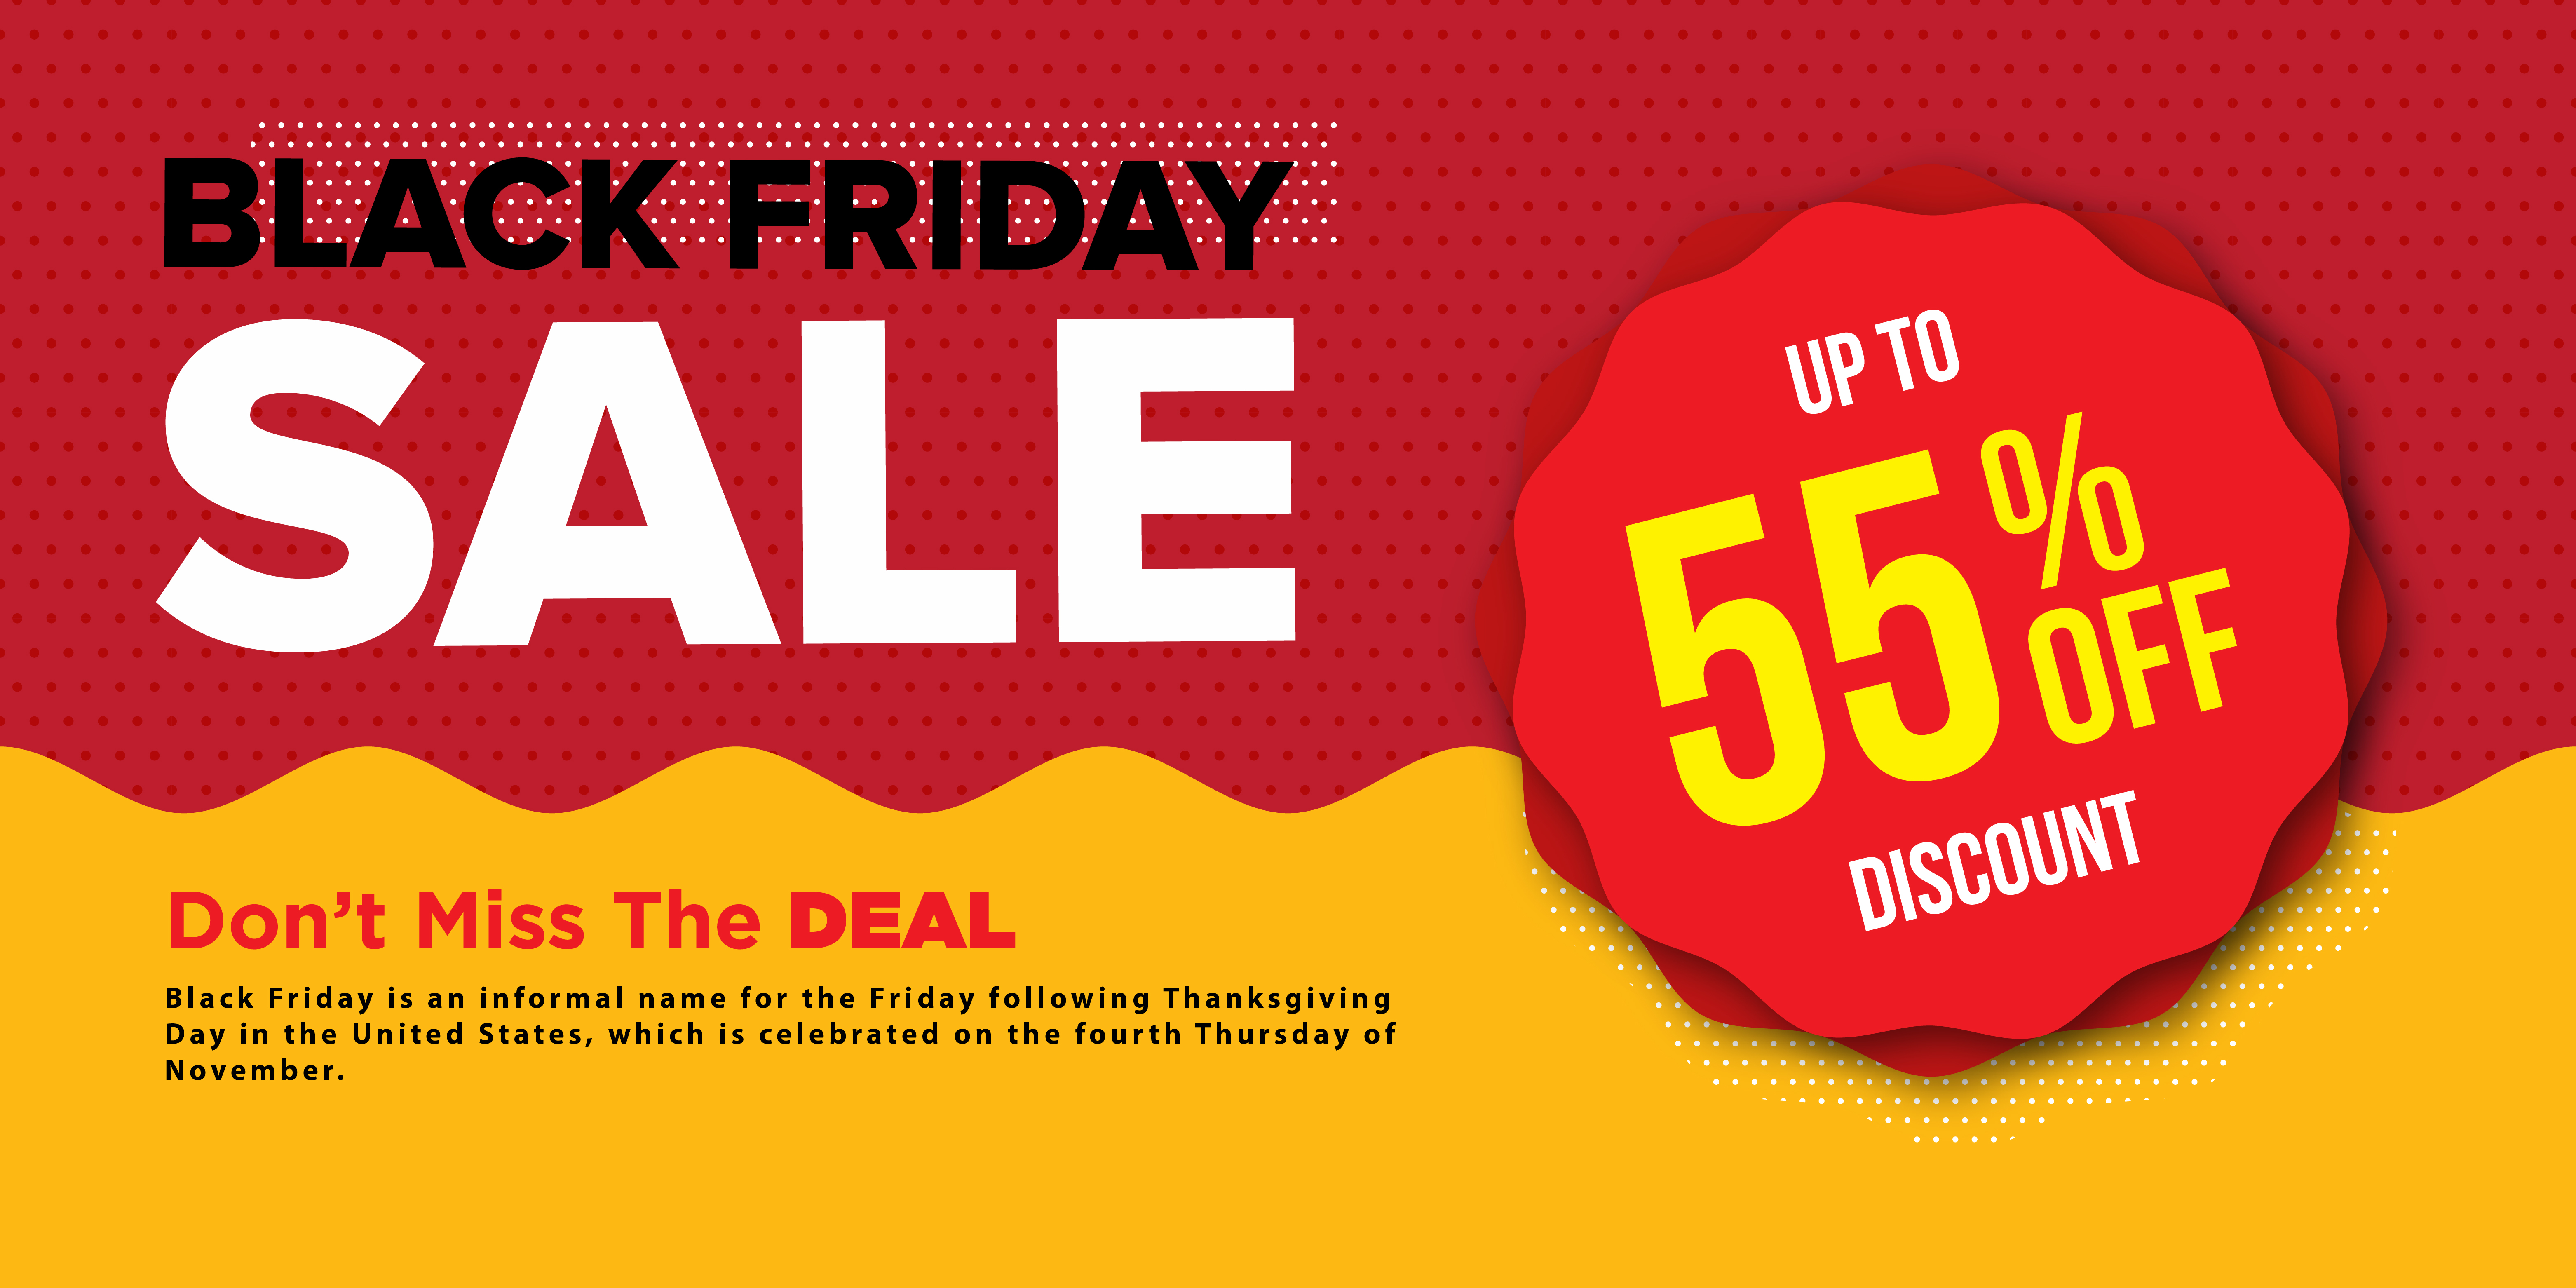 BLACK FRIDAY
SALE
UP TO
55%
OFF
DISCOUNT
Don’t Miss The DEAL
Black Friday is an informal name for the Friday following Thanksgiving
Day in the United States, which is celebrated on the fourth Thursday of
November.